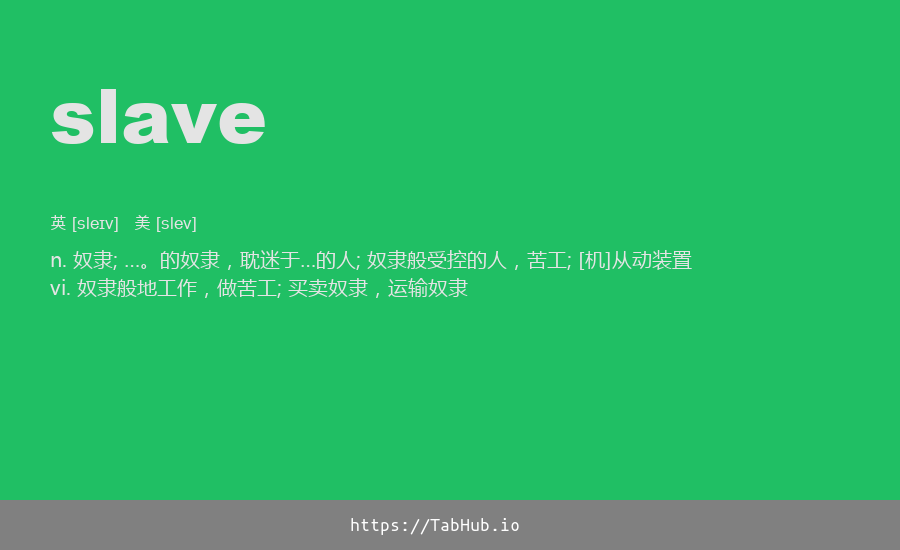 slave
英 [sleɪv] 美 [slev]
n. 奴隶; …。的奴隶，耽迷于…的人; 奴隶般受控的人，苦工; [机]从动装置
vi. 奴隶般地工作，做苦工; 买卖奴隶，运输奴隶
https://TabHub.io